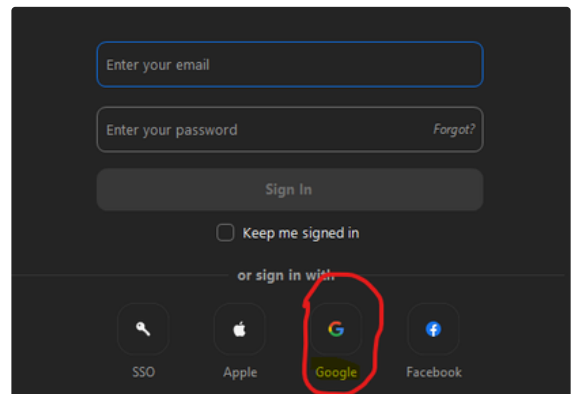 Enter your email
Enter your password Forgot?
Sign In
Keep me signed in
or sign in with
SSO Apple Google Facebook